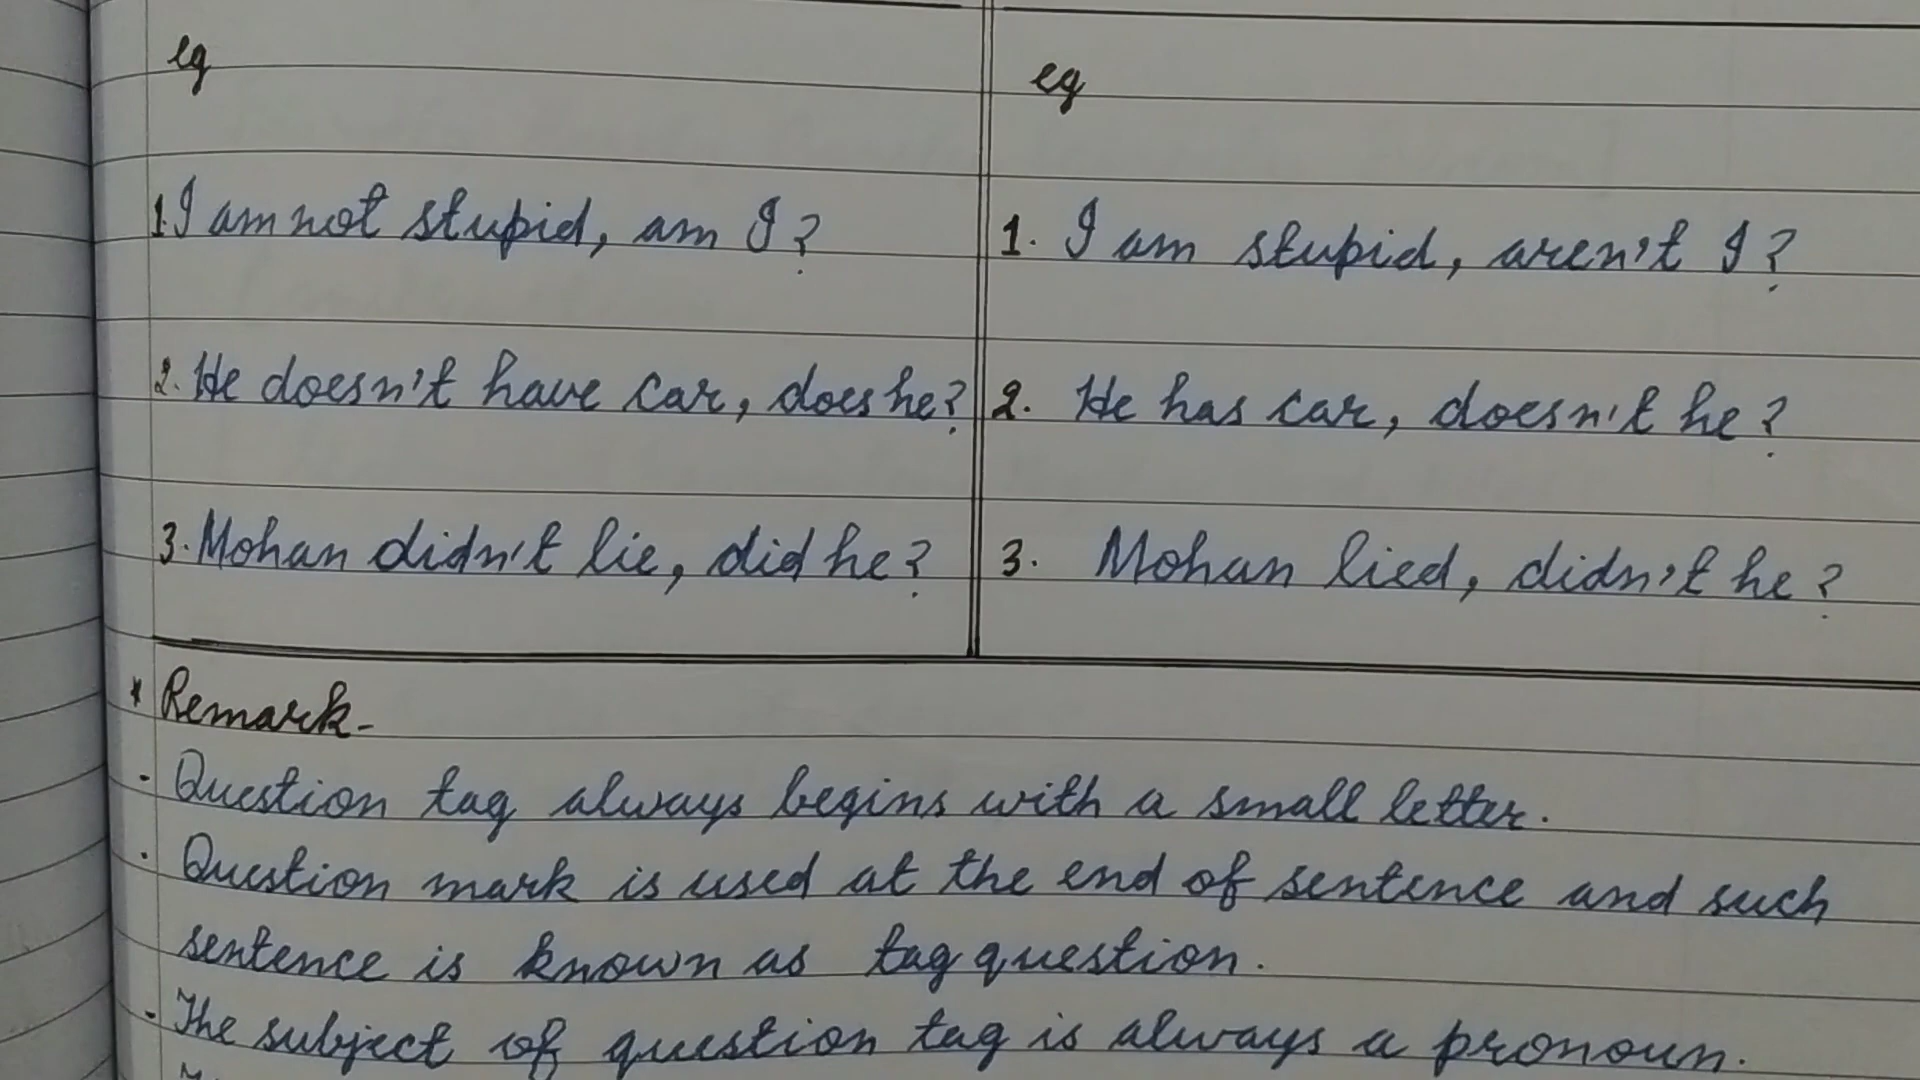 eg
1. I am not stupid, am I?
2. He doesn't have car, does he?
3. Mohan didn't lie, did he?
eg
1. I am stupid, aren't I?
2. He has car, doesn't he?
3. Mohan lied, didn't he?
* Remark-
- Question tag always begins with a small letter.
- Question mark is used at the end of sentence and such
sentence is known as tag question.
- The subject of question tag is always a pronoun.